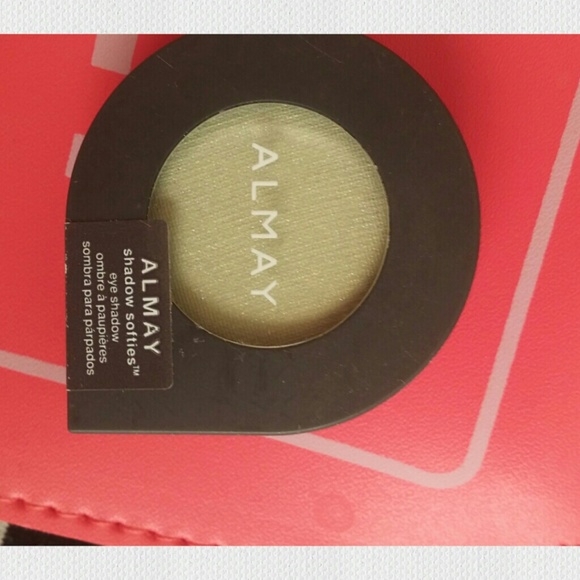 ALMAY
ALMAY
shadow softies™
eye shadow
ombre à paupières
sombra para párpados